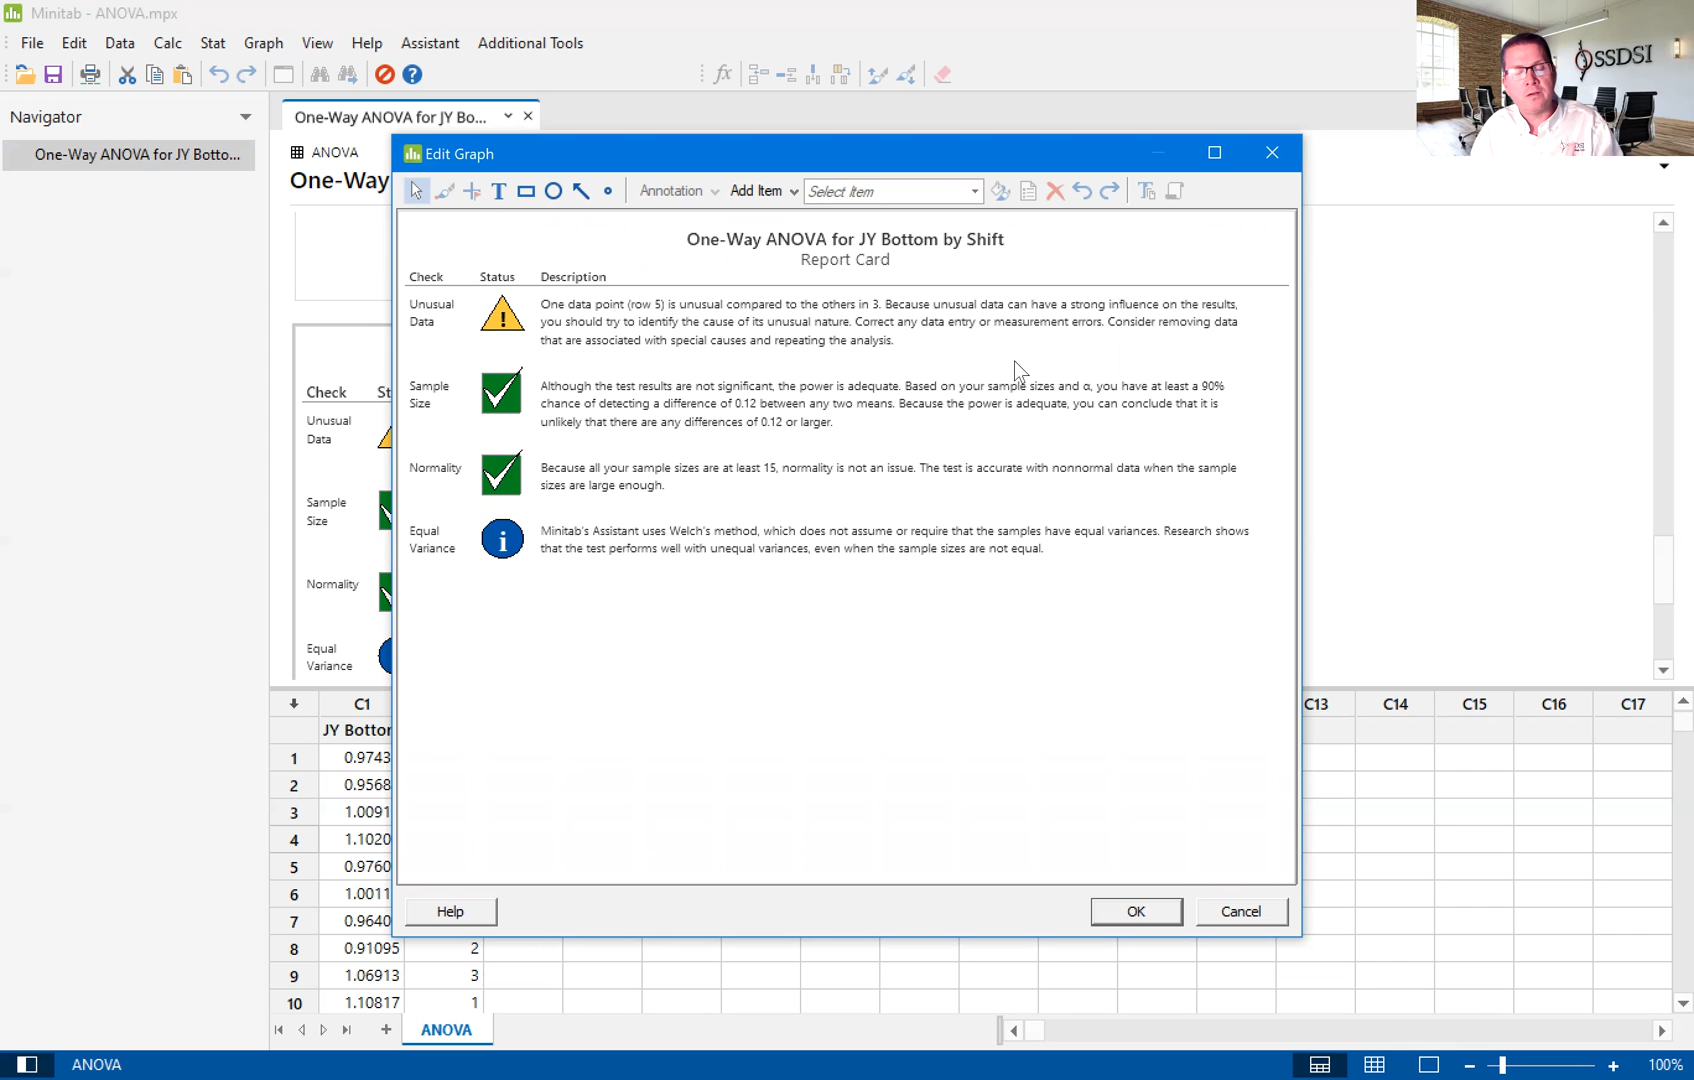 Minitab - ANOVA.mpx
File Edit Data Calc Stat Graph View Help Assistant Additional Tools
SSDSI
Navigator
One-Way ANOVA for JY Botto...
One-Way ANOVA for JY Bo...
ANOVA
One-Way
Edit Graph
Annotation Add Item Select Item
One-Way ANOVA for JY Bottom by Shift
Report Card
Check Status Description
Unusual Data
One data point (row 5) is unusual compared to the others in 3. Because unusual data can have a strong influence on the results,
you should try to identify the cause of its unusual nature. Correct any data entry or measurement errors. Consider removing data
that are associated with special causes and repeating the analysis.
Sample Size
Although the test results are not significant, the power is adequate. Based on your sample sizes and α, you have at least a 90%
chance of detecting a difference of 0.12 between any two means. Because the power is adequate, you can conclude that it is
unlikely that there are any differences of 0.12 or larger.
Normality
Because all your sample sizes are at least 15, normality is not an issue. The test is accurate with nonnormal data when the sample
sizes are large enough.
Equal Variance
Minitab's Assistant uses Welch's method, which does not assume or require that the samples have equal variances. Research shows
that the test performs well with unequal variances, even when the sample sizes are not equal.
Help OK Cancel
Check St
Unusual
Data
Sample
Size
Normality
Equal
Variance
C1 C13 C14 C15 C16 C17
JY Bottor
1 0.9743
2 0.9568
3 1.0091
4 1.1020
5 0.9760
6 1.0011
7 0.9640
8 0.91095 2
9 1.06913 3
10 1.10817 1
ANOVA
ANOVA
100%